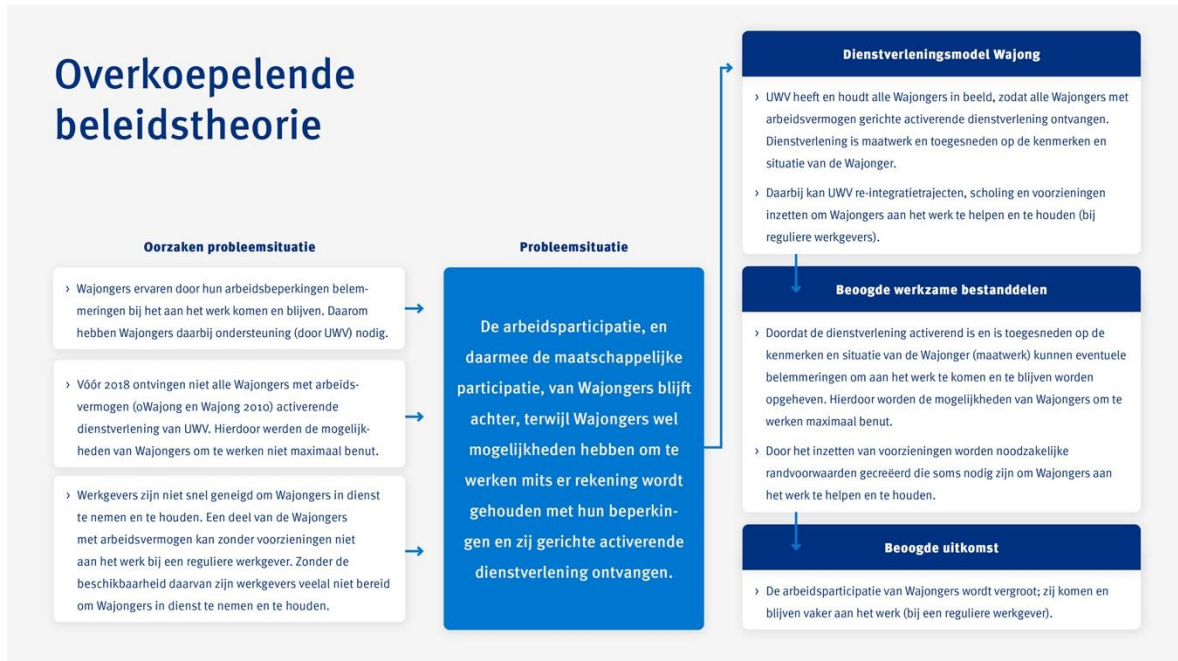 Overkoepelende
beleidstheorie
Oorzaken probleemsituatie
› Wajongers ervaren door hun arbeidsbeperkingen belem-
meringen bij het aan het werk komen en blijven. Daarom
hebben Wajongers daarbij ondersteuning (door UWV) nodig.
› Vóór 2018 ontvingen niet alle Wajongers met arbeids-
vermogen (oWajong en Wajong 2010) activerende
dienstverlening van UWV. Hierdoor werden de mogelijk-
heden van Wajongers om te werken niet maximaal benut.
› Werkgevers zijn niet snel geneigd om Wajongers in dienst
te nemen en te houden. Een deel van de Wajongers
met arbeidsvermogen kan zonder voorzieningen niet
aan het werk bij een reguliere werkgever. Zonder de
beschikbaarheid daarvan zijn werkgevers veelal niet bereid
om Wajongers in dienst te nemen en te houden.
Probleemsituatie
De arbeidsparticipatie, en
daarmee de maatschappelijke
participatie, van Wajongers blijft
achter, terwijl Wajongers wel
mogelijkheden hebben om te
werken mits er rekening wordt
gehouden met hun beperkin-
gen en zij gerichte activerende
dienstverlening ontvangen.
Dienstverleningsmodel Wajong
› UWV heeft en houdt alle Wajongers in beeld, zodat alle Wajongers met
arbeidsvermogen gerichte activerende dienstverlening ontvangen.
Dienstverlening is maatwerk en toegesneden op de kenmerken en
situatie van de Wajonger.
› Daarbij kan UWV re-integratietrajecten, scholing en voorzieningen
inzetten om Wajongers aan het werk te helpen en te houden (bij
reguliere werkgevers).
Beoogde werkzame bestanddelen
› Doordat de dienstverlening activerend is en is toegesneden op de
kenmerken en situatie van de Wajonger (maatwerk) kunnen eventuele
belemmeringen om aan het werk te komen en te blijven worden
opgeheven. Hierdoor worden de mogelijkheden van Wajongers om te
werken maximaal benut.
› Door het inzetten van voorzieningen worden noodzakelijke
randvoorwaarden gecreëerd die soms nodig zijn om Wajongers aan
het werk te helpen en te houden.
Beoogde uitkomst
› De arbeidsparticipatie van Wajongers wordt vergroot; zij komen en
blijven vaker aan het werk (bij een reguliere werkgever).